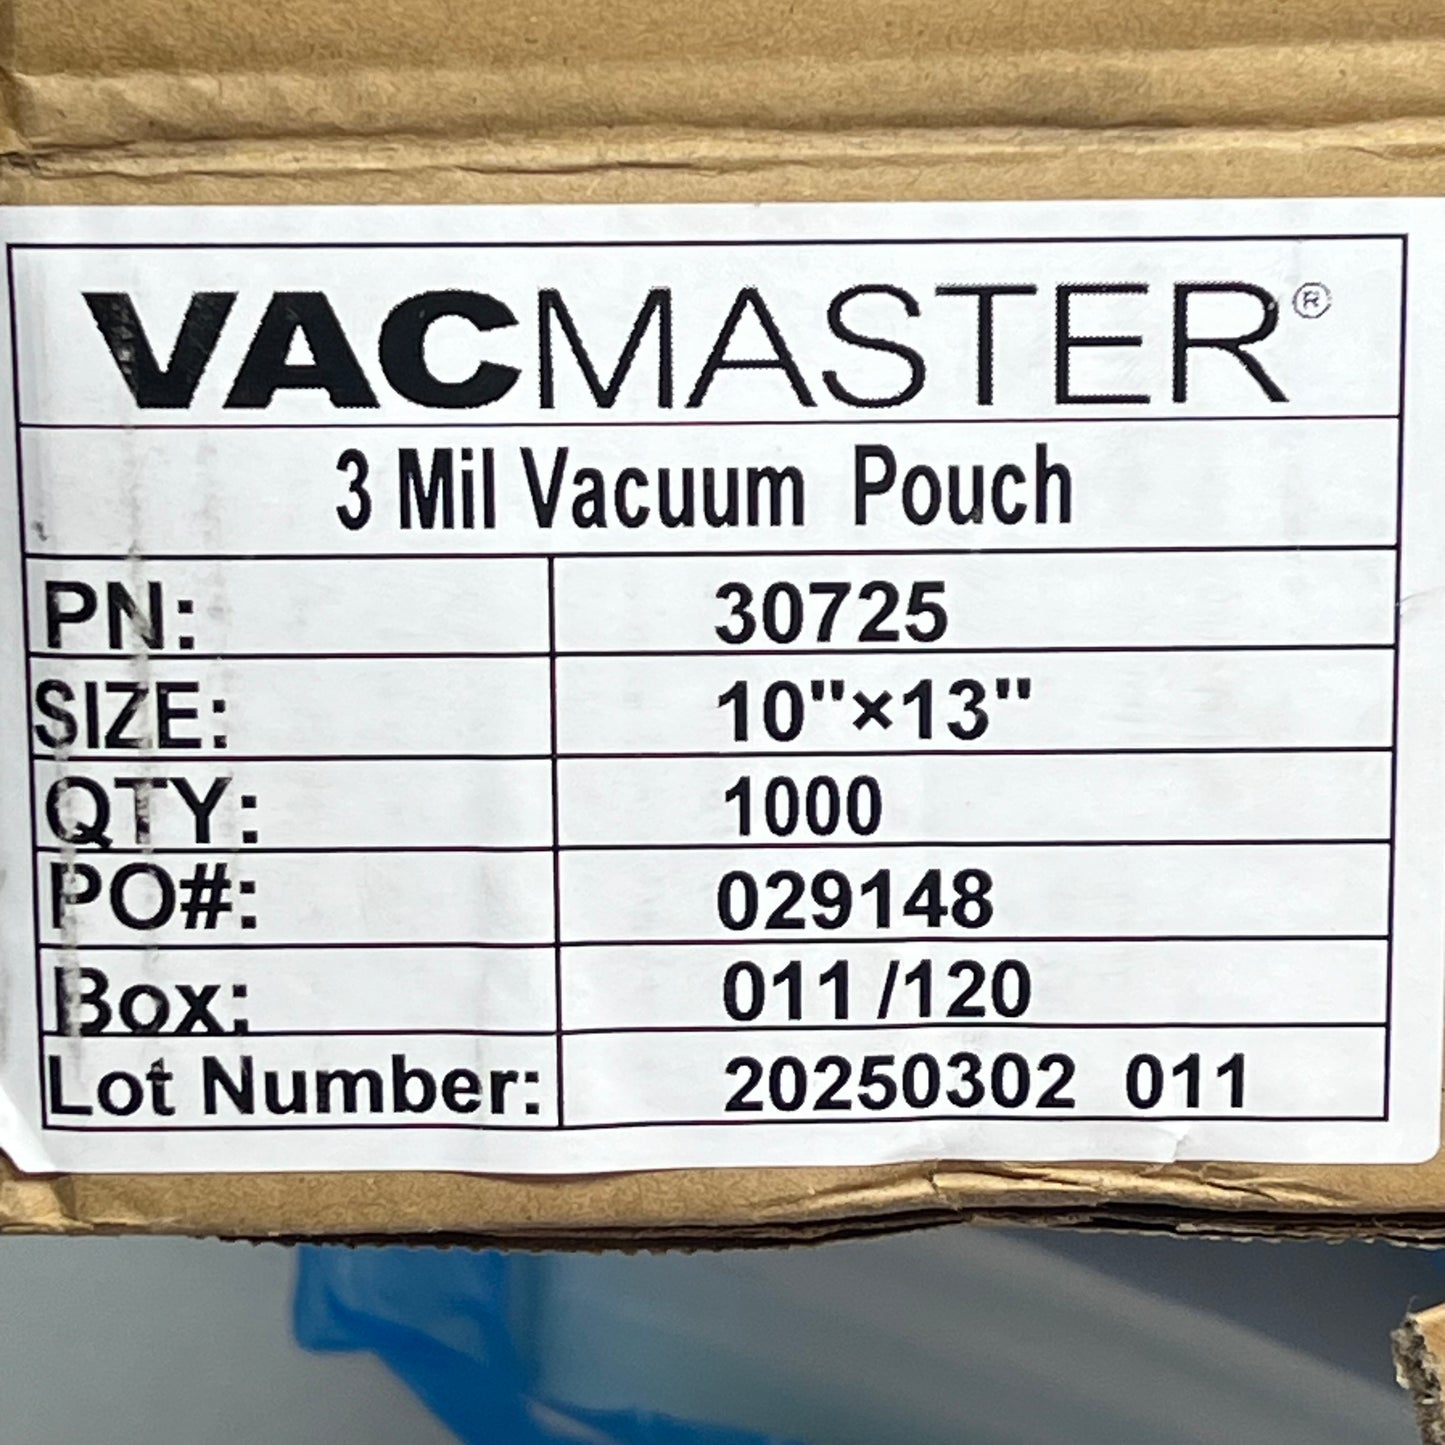 VACMASTER®
3 Mil Vacuum Pouch
PN: 30725
SIZE: 10"×13"
QTY: 1000
PO#: 029148
Box: 011 /120
Lot Number: 20250302 011